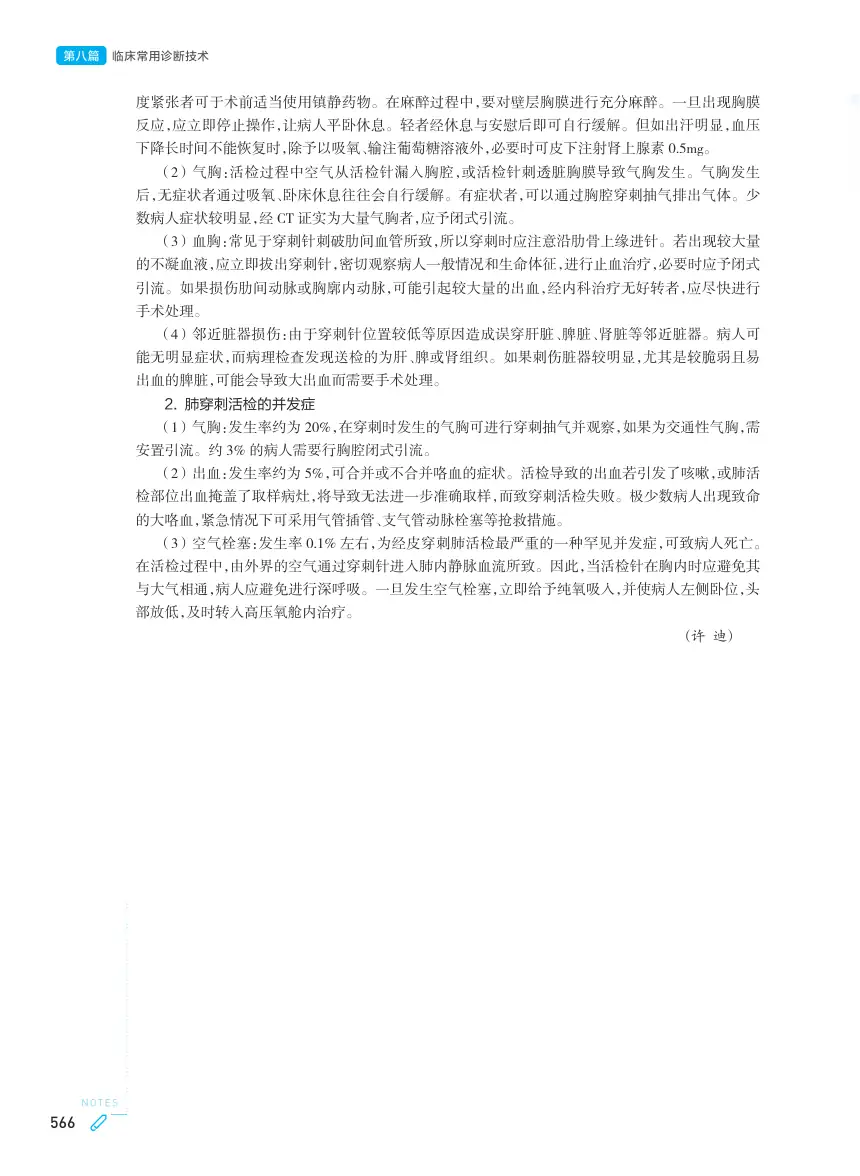 第八篇 临床常用诊断技术
度紧张者可于术前适当使用镇静药物。在麻醉过程中,要对壁层胸膜进行充分麻醉。一旦出现胸膜
反应,应立即停止操作,让病人平卧休息。轻者经休息与安慰后即可自行缓解。但如出汗明显,血压
下降长时间不能恢复时,除予以吸氧、输注葡萄糖溶液外,必要时可皮下注射肾上腺素 0.5mg。
（2）气胸:活检过程中空气从活检针漏入胸腔,或活检针刺透脏胸膜导致气胸发生。气胸发生
后,无症状者通过吸氧、卧床休息往往会自行缓解。有症状者,可以通过胸腔穿刺抽气排出气体。少
数病人症状较明显,经 CT 证实为大量气胸者,应予闭式引流。
（3）血胸:常见于穿刺针刺破肋间血管所致,所以穿刺时应注意沿肋骨上缘进针。若出现较大量
的不凝血液,应立即拔出穿刺针,密切观察病人一般情况和生命体征,进行止血治疗,必要时应予闭式
引流。如果损伤肋间动脉或胸廓内动脉,可能引起较大量的出血,经内科治疗无好转者,应尽快进行
手术处理。
（4）邻近脏器损伤:由于穿刺针位置较低等原因造成误穿肝脏、脾脏、肾脏等邻近脏器。病人可
能无明显症状,而病理检查发现送检的为肝、脾或肾组织。如果刺伤脏器较明显,尤其是较脆弱且易
出血的脾脏,可能会导致大出血而需要手术处理。
2. 肺穿刺活检的并发症
（1）气胸:发生率约为 20%,在穿刺时发生的气胸可进行穿刺抽气并观察,如果为交通性气胸,需
安置引流。约 3% 的病人需要行胸腔闭式引流。
（2）出血:发生率约为 5%,可合并或不合并咯血的症状。活检导致的出血若引发了咳嗽,或肺活
检部位出血掩盖了取样病灶,将导致无法进一步准确取样,而致穿刺活检失败。极少数病人出现致命
的大咯血,紧急情况下可采用气管插管、支气管动脉栓塞等抢救措施。
（3）空气栓塞:发生率 0.1% 左右,为经皮穿刺肺活检最严重的一种罕见并发症,可致病人死亡。
在活检过程中,由外界的空气通过穿刺针进入肺内静脉血流所致。因此,当活检针在胸内时应避免其
与大气相通,病人应避免进行深呼吸。一旦发生空气栓塞,立即给予纯氧吸入,并使病人左侧卧位,头
部放低,及时转入高压氧舱内治疗。
（许 迪）
NOTES
566